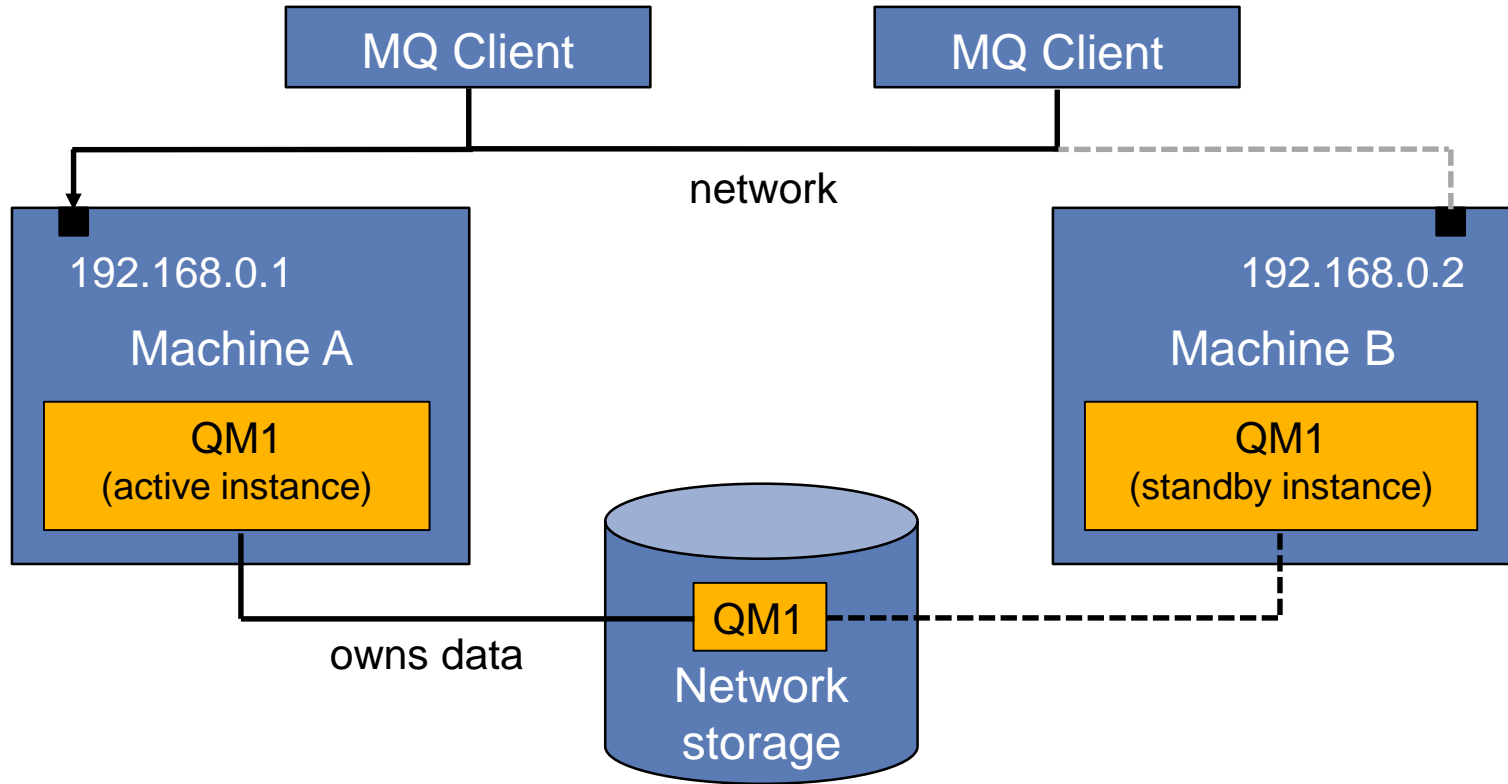 MQ Client
MQ Client
network
192.168.0.1
Machine A
QM1
(active instance)
192.168.0.2
Machine B
QM1
(standby instance)
owns data
QM1
Network
storage